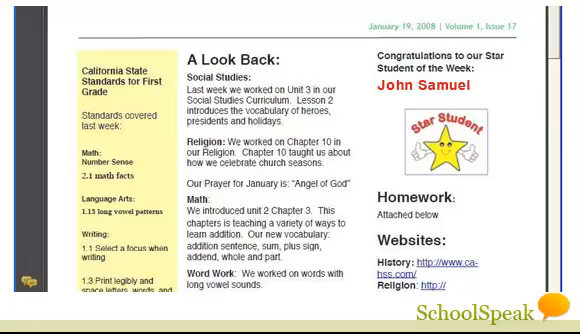 January 19, 2008 | Volume 1, Issue 17
California State
Standards for First
Grade
Standards covered
last week:
Math:
Number Sense
2.1 math facts
Language Arts:
1.13 long vowel patterns
Writing:
1.1 Select a focus when
writing
1.3 Print legibly and
space letters, words, and
A Look Back:
Social Studies:
Last week we worked on Unit 3 in our
Social Studies Curriculum. Lesson 2
introduces the vocabulary of heroes,
presidents and holidays.
Religion: We worked on Chapter 10 in
our Religion. Chapter 10 taught us about
how we celebrate church seasons.
Our Prayer for January is: “Angel of God”
Math:
We introduced unit 2 Chapter 3. This
chapters is teaching a variety of ways to
learn addition. Our new vocabulary:
addition sentence, sum, plus sign,
addend, whole and part.
Word Work: We worked on words with
long vowel sounds.
Congratulations to our Star
Student of the Week:
John Samuel
Star Student
Homework:
Attached below
Websites:
History: http://www.ca-
hss.com/
Religion: http://
SchoolSpeak